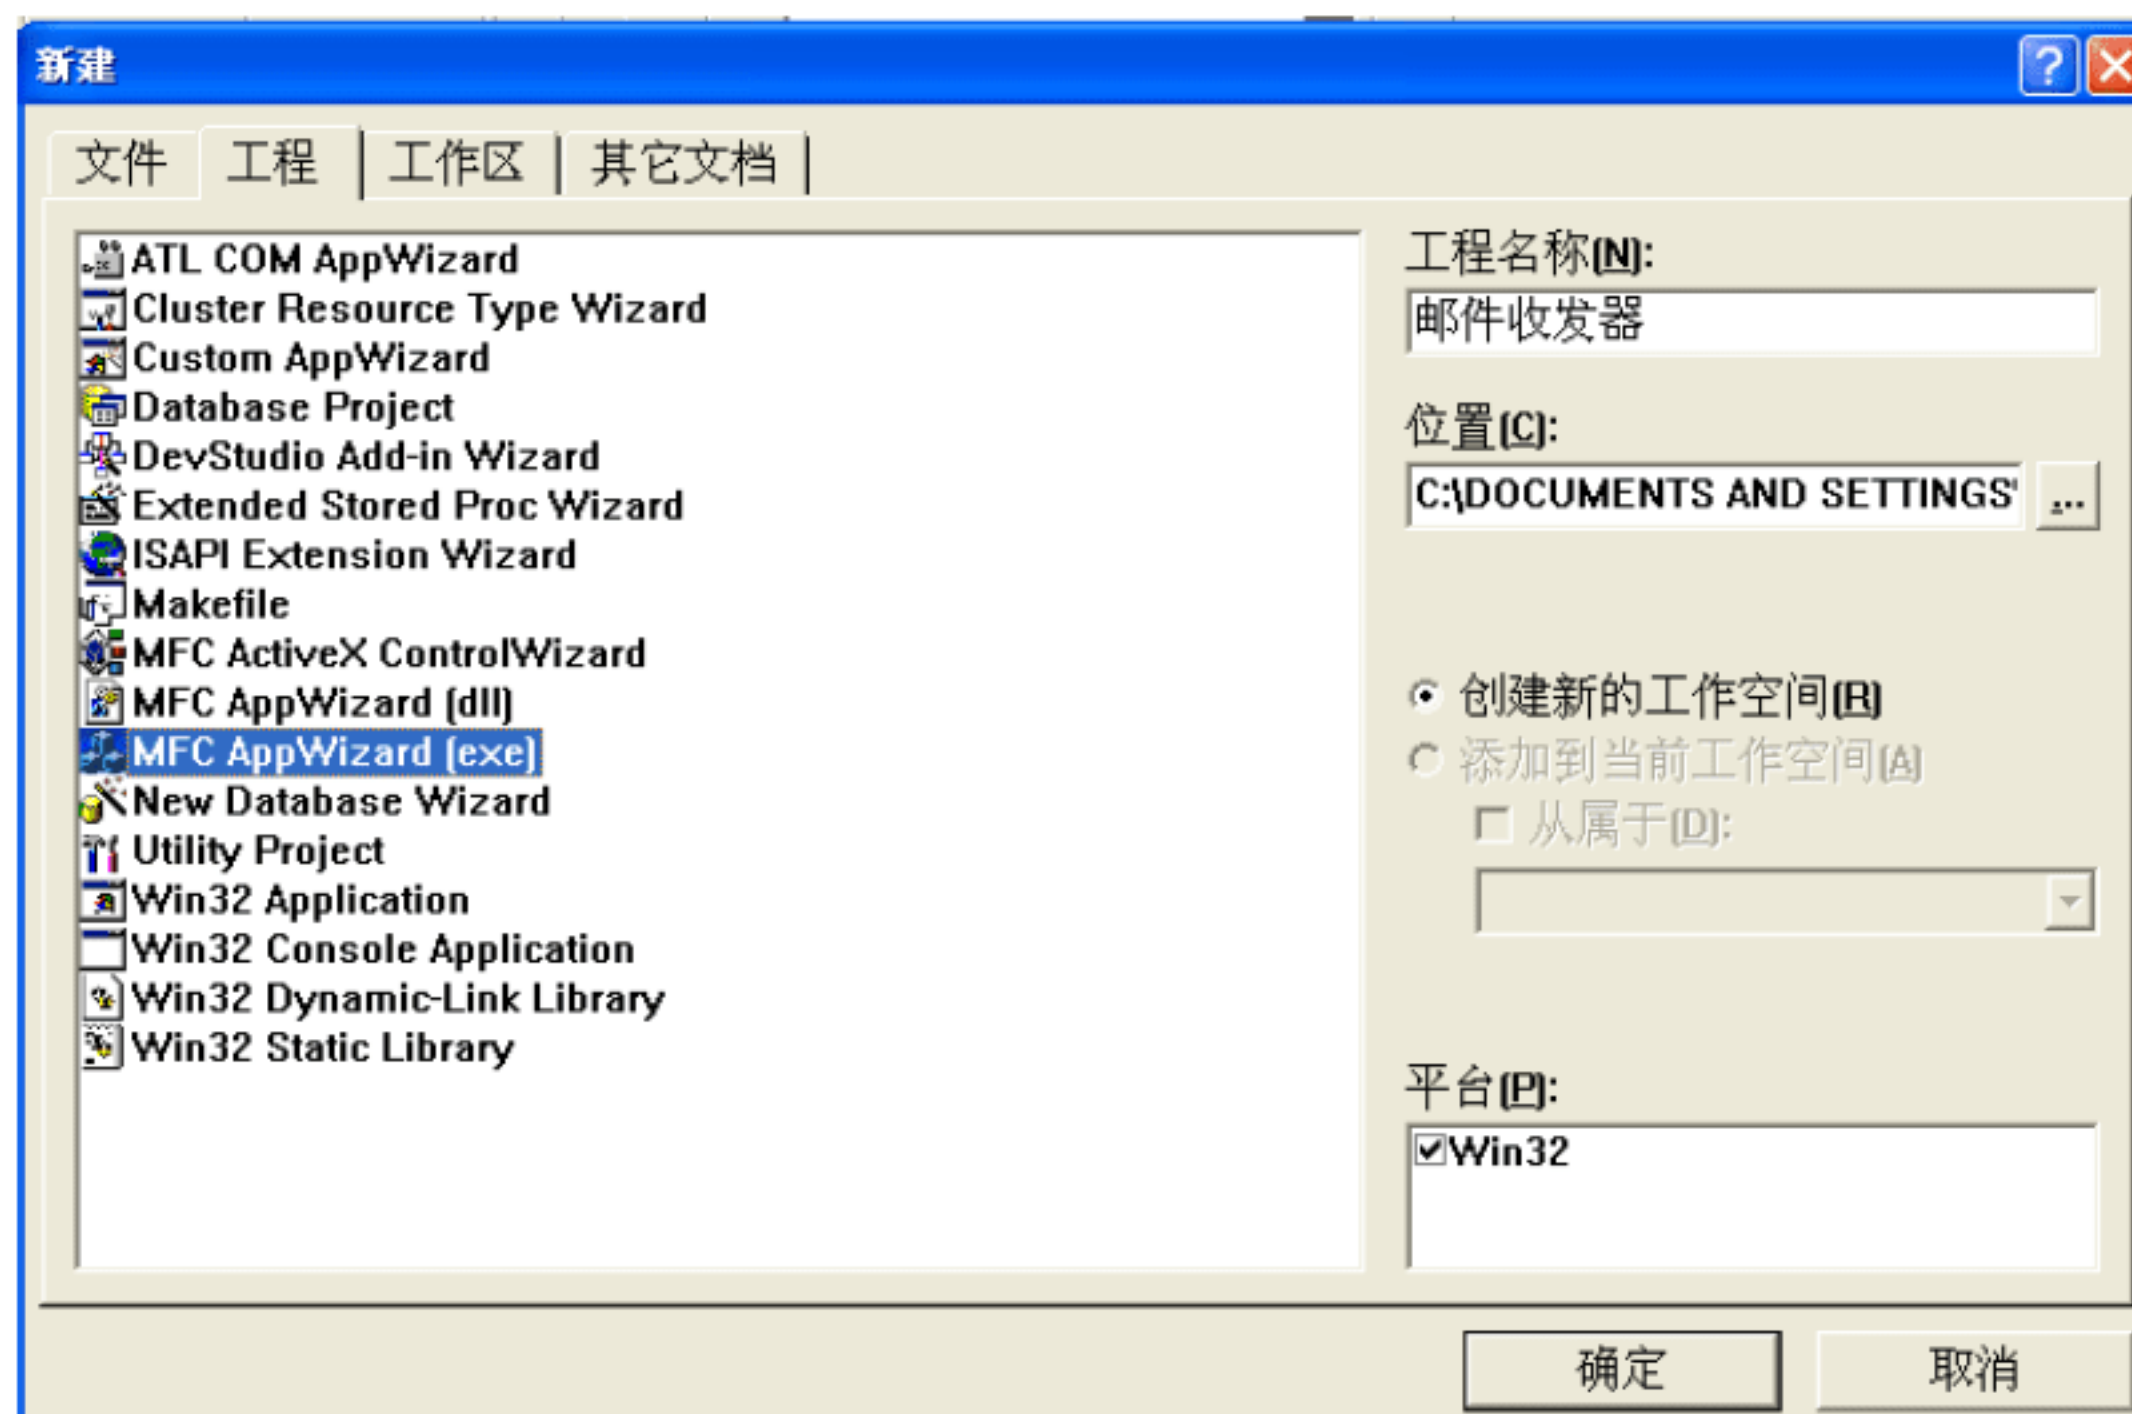 新建
文件 工程 工作区 其它文档
ATL COM AppWizard
Cluster Resource Type Wizard
Custom AppWizard
Database Project
DevStudio Add-in Wizard
Extended Stored Proc Wizard
ISAPI Extension Wizard
Makefile
MFC ActiveX ControlWizard
MFC AppWizard (dll)
MFC AppWizard (exe)
New Database Wizard
Utility Project
Win32 Application
Win32 Console Application
Win32 Dynamic-Link Library
Win32 Static Library
工程名称(N):
邮件收发器
位置(C):
C:\DOCUMENTS AND SETTINGS\
...
创建新的工作空间(R)
添加到当前工作空间(A)
从属于(D):
平台(P):
Win32
确定 取消